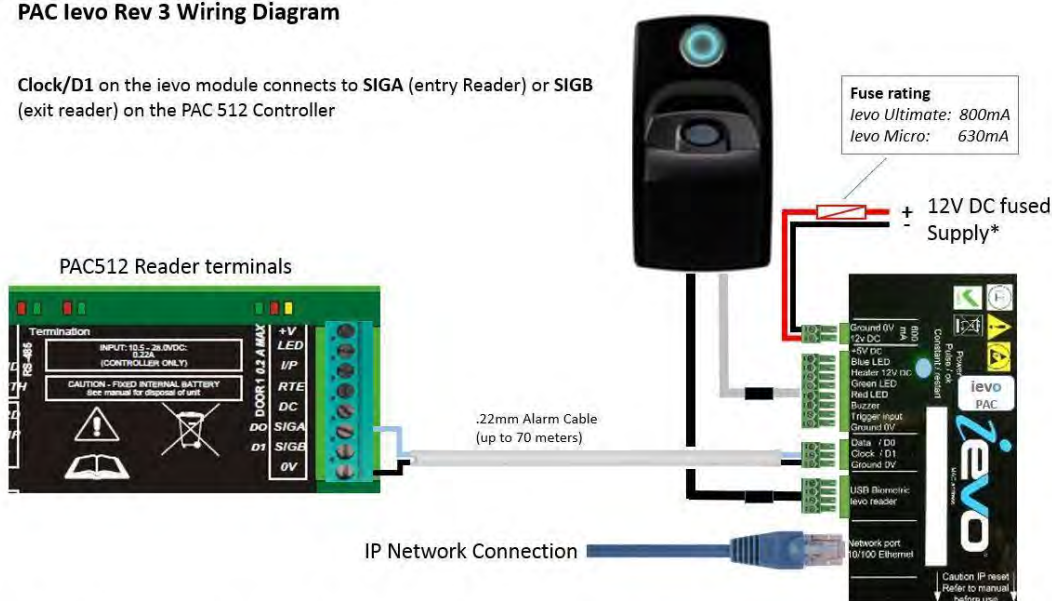 PAC Ievo Rev 3 Wiring Diagram
Clock/D1 on the ievo module connects to SIGA (entry Reader) or SIGB
(exit reader) on the PAC 512 Controller
Fuse rating
Ievo Ultimate: 800mA
Ievo Micro: 630mA
+ 12V DC fused
- Supply*
PAC512 Reader terminals
Termination
RS-485
INPUT: 10.5 - 28.0VDC:
0.22A
(CONTROLLER ONLY)
CAUTION - FIXED INTERNAL BATTERY
See manual for disposal of unit
DOOR1 0.2 A MAX
+V
LED
I/P
RTE
DC
DO SIGA
D1 SIGB
0V
.22mm Alarm Cable
(up to 70 meters)
IP Network Connection
Ground 0V
12v DC
600
mA
+5V DC
Blue LED
Heater 12V DC
Green LED
Red LED
Buzzer
Trigger input
Ground 0V
Data / D0
Clock / D1
Ground 0V
USB Biometric
ievo reader
Network port
10/100 Ethernet
Power
Pulse / ok
Constant / restart
ievo
PAC
ievo
Caution IP reset
Refer to manual
before use